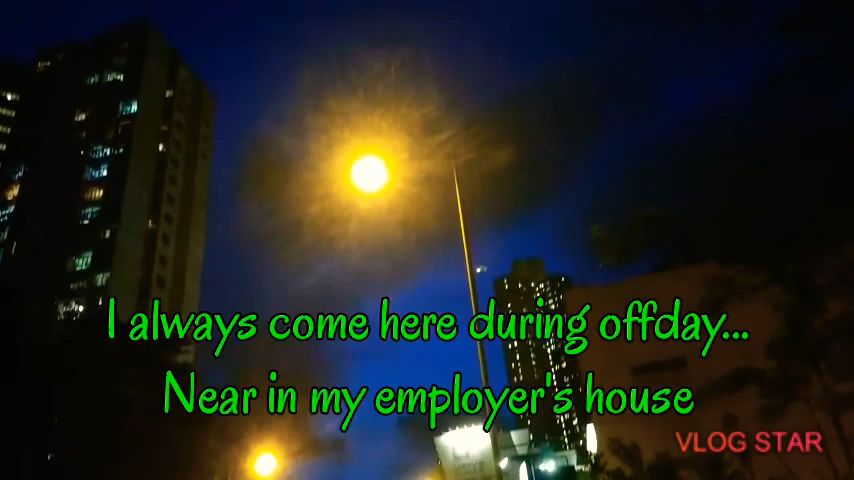 I always come here during offday...
Near in my employer's house
VLOG STAR